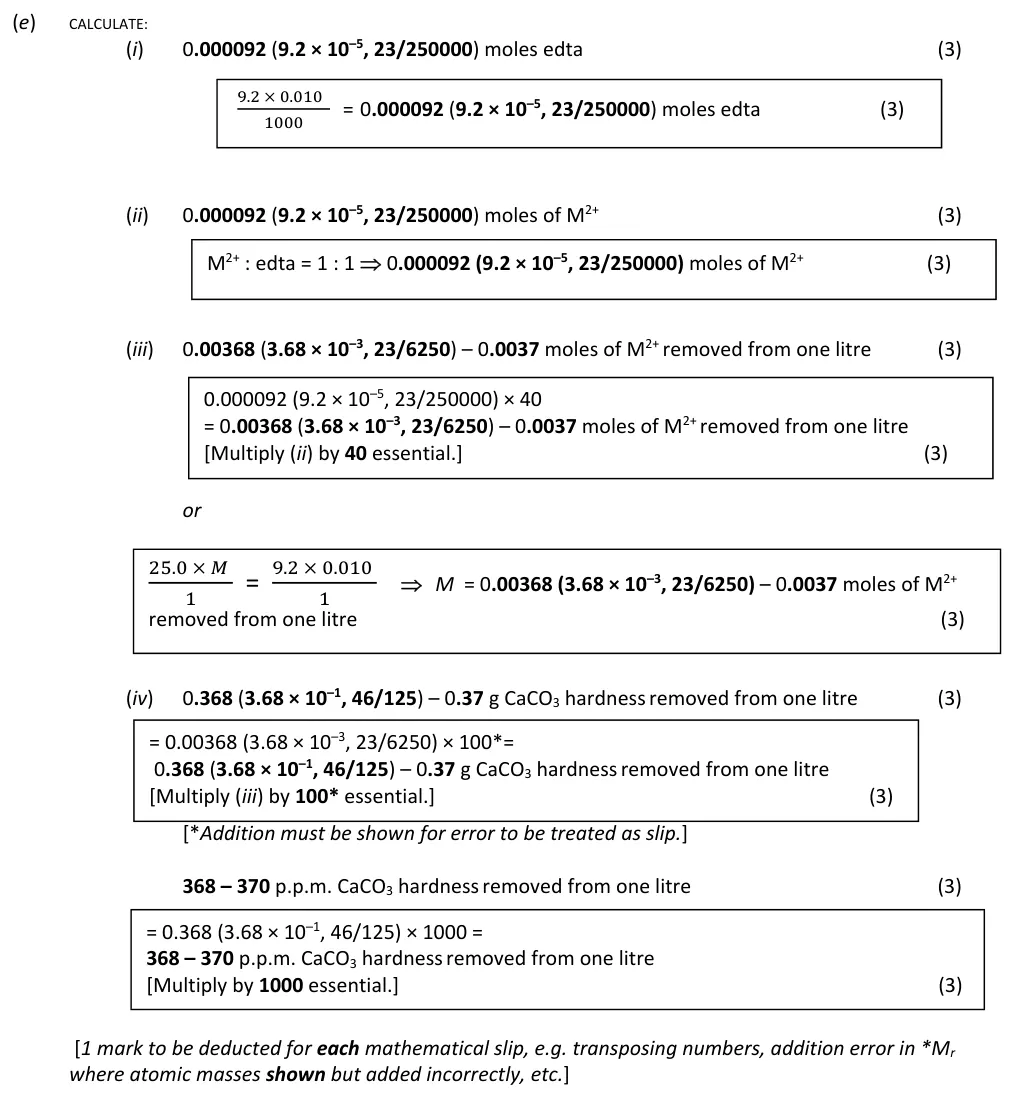 (e) CALCULATE:
(i) 0.000092 (9.2 × 10⁻⁵, 23/250000) moles edta (3)
9.2 × 0.010
1000
= 0.000092 (9.2 × 10⁻⁵, 23/250000) moles edta (3)
(ii) 0.000092 (9.2 × 10⁻⁵, 23/250000) moles of M²⁺ (3)
M²⁺ : edta = 1 : 1 ⇒ 0.000092 (9.2 × 10⁻⁵, 23/250000) moles of M²⁺ (3)
(iii) 0.00368 (3.68 × 10⁻³, 23/6250) – 0.0037 moles of M²⁺ removed from one litre (3)
0.000092 (9.2 × 10⁻⁵, 23/250000) × 40
= 0.00368 (3.68 × 10⁻³, 23/6250) – 0.0037 moles of M²⁺ removed from one litre
[Multiply (ii) by 40 essential.] (3)
or
25.0 × M
1
=
9.2 × 0.010
1
⇒ M = 0.00368 (3.68 × 10⁻³, 23/6250) – 0.0037 moles of M²⁺
removed from one litre (3)
(iv) 0.368 (3.68 × 10⁻¹, 46/125) – 0.37 g CaCO₃ hardness removed from one litre (3)
= 0.00368 (3.68 × 10⁻³, 23/6250) × 100*=
0.368 (3.68 × 10⁻¹, 46/125) – 0.37 g CaCO₃ hardness removed from one litre
[Multiply (iii) by 100* essential.] (3)
[*Addition must be shown for error to be treated as slip.]
368 – 370 p.p.m. CaCO₃ hardness removed from one litre (3)
= 0.368 (3.68 × 10⁻¹, 46/125) × 1000 =
368 – 370 p.p.m. CaCO₃ hardness removed from one litre
[Multiply by 1000 essential.] (3)
[1 mark to be deducted for each mathematical slip, e.g. transposing numbers, addition error in *Mᵣ
where atomic masses shown but added incorrectly, etc.]